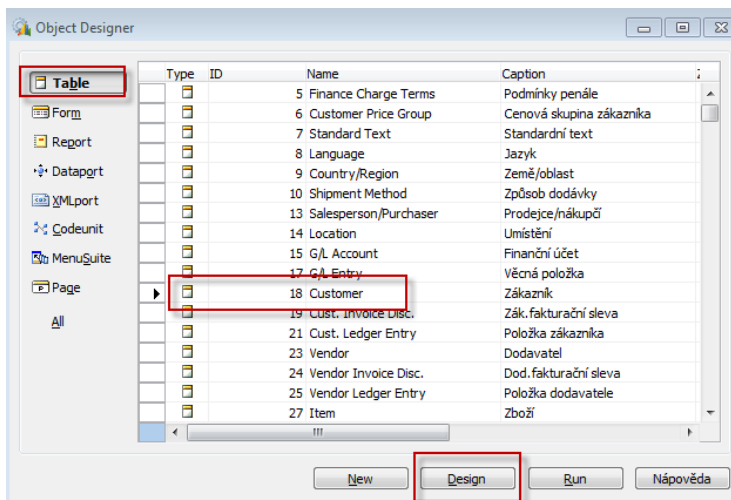 Object Designer
Type ID Name Caption
Table
Form
Report
Dataport
XMLport
Codeunit
MenuSuite
Page
All
5 Finance Charge Terms Podmínky penále
6 Customer Price Group Cenová skupina zákazníka
7 Standard Text Standardní text
8 Language Jazyk
9 Country/Region Země/oblast
10 Shipment Method Způsob dodávky
13 Salesperson/Purchaser Prodejce/nákupčí
14 Location Umístění
15 G/L Account Finanční účet
17 G/L Entry Věcná položka
18 Customer Zákazník
19 Cust. Invoice Disc. Zák.fakturační sleva
21 Cust. Ledger Entry Položka zákazníka
23 Vendor Dodavatel
24 Vendor Invoice Disc. Dod.fakturační sleva
25 Vendor Ledger Entry Položka dodavatele
27 Item Zboží
New Design Run Nápověda